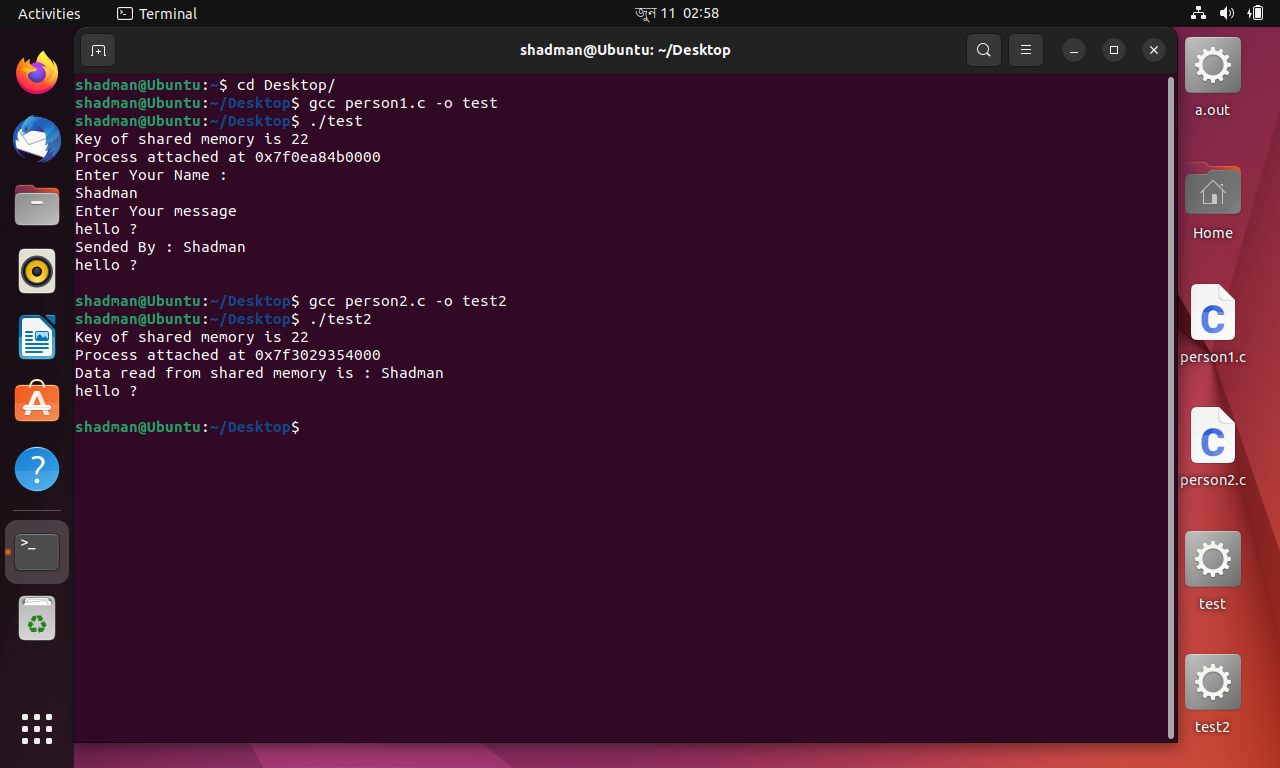 Activities
Terminal
জুন 11 02:58
shadman@Ubuntu: ~/Desktop
shadman@Ubuntu:~$ cd Desktop/
shadman@Ubuntu:~/Desktop$ gcc person1.c -o test
shadman@Ubuntu:~/Desktop$ ./test
Key of shared memory is 22
Process attached at 0x7f0ea84b0000
Enter Your Name :
Shadman
Enter Your message
hello ?
Sended By : Shadman
hello ?
shadman@Ubuntu:~/Desktop$ gcc person2.c -o test2
shadman@Ubuntu:~/Desktop$ ./test2
Key of shared memory is 22
Process attached at 0x7f3029354000
Data read from shared memory is : Shadman
hello ?
shadman@Ubuntu:~/Desktop$
a.out
Home
C
person1.c
C
person2.c
test
test2